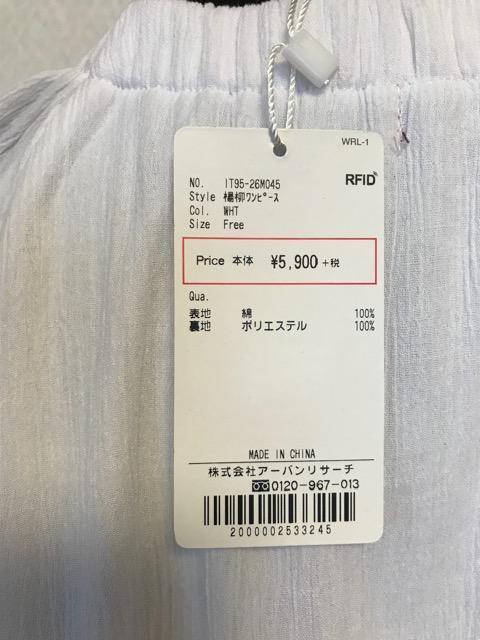 WRL-1
RFID
NO. IT95-26M045
Style 楊柳ワンピース
Col. WHT
Size Free
Price 本体 ¥5,900 +税
Qua.
表地 綿 100%
裏地 ポリエステル 100%
MADE IN CHINA
株式会社アーバンリサーチ
0120-967-013
2000002533245